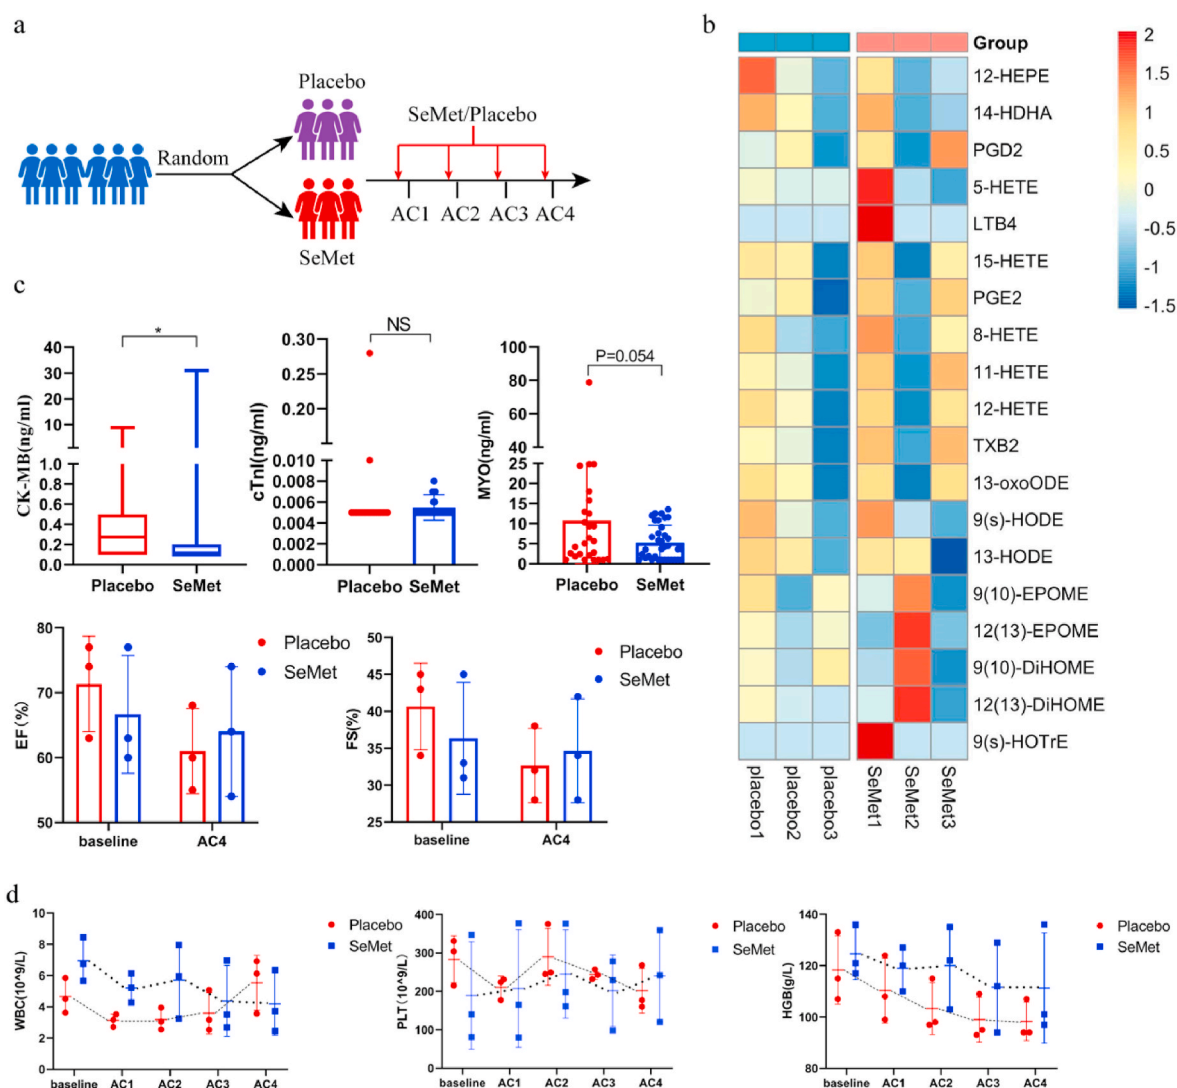 a
Placebo
Random
SeMet
SeMet/Placebo
AC1 AC2 AC3 AC4
b
Group
12-HEPE
14-HDHA
PGD2
5-HETE
LTB4
15-HETE
PGE2
8-HETE
11-HETE
12-HETE
TXB2
13-oxoODE
9(s)-HODE
13-HODE
9(10)-EPOME
12(13)-EPOME
9(10)-DiHOME
12(13)-DiHOME
9(s)-HOTrE
placebo1
placebo2
placebo3
SeMet1
SeMet2
SeMet3
2
1.5
1
0.5
0
-0.5
-1
-1.5
c
CK-MB(ng/ml)
40
30
20
10
1.0
0.8
0.6
0.4
0.2
0.0
*
Placebo SeMet
cTnI(ng/ml)
0.30
0.25
0.20
0.010
0.008
0.006
0.004
0.002
0.000
NS
Placebo SeMet
MYO(ng/ml)
100
80
60
40
25
20
15
10
5
0
P=0.054
Placebo SeMet
EF(%)
80
70
60
50
Placebo
SeMet
baseline AC4
FS(%)
50
45
40
35
30
25
Placebo
SeMet
baseline AC4
d
WBC(10^9/L)
10
8
6
4
2
0
Placebo
SeMet
baseline AC1 AC2 AC3 AC4
PLT(10^9/L)
400
300
200
100
0
Placebo
SeMet
baseline AC1 AC2 AC3 AC4
HGB(g/L)
140
120
100
80
Placebo
SeMet
baseline AC1 AC2 AC3 AC4